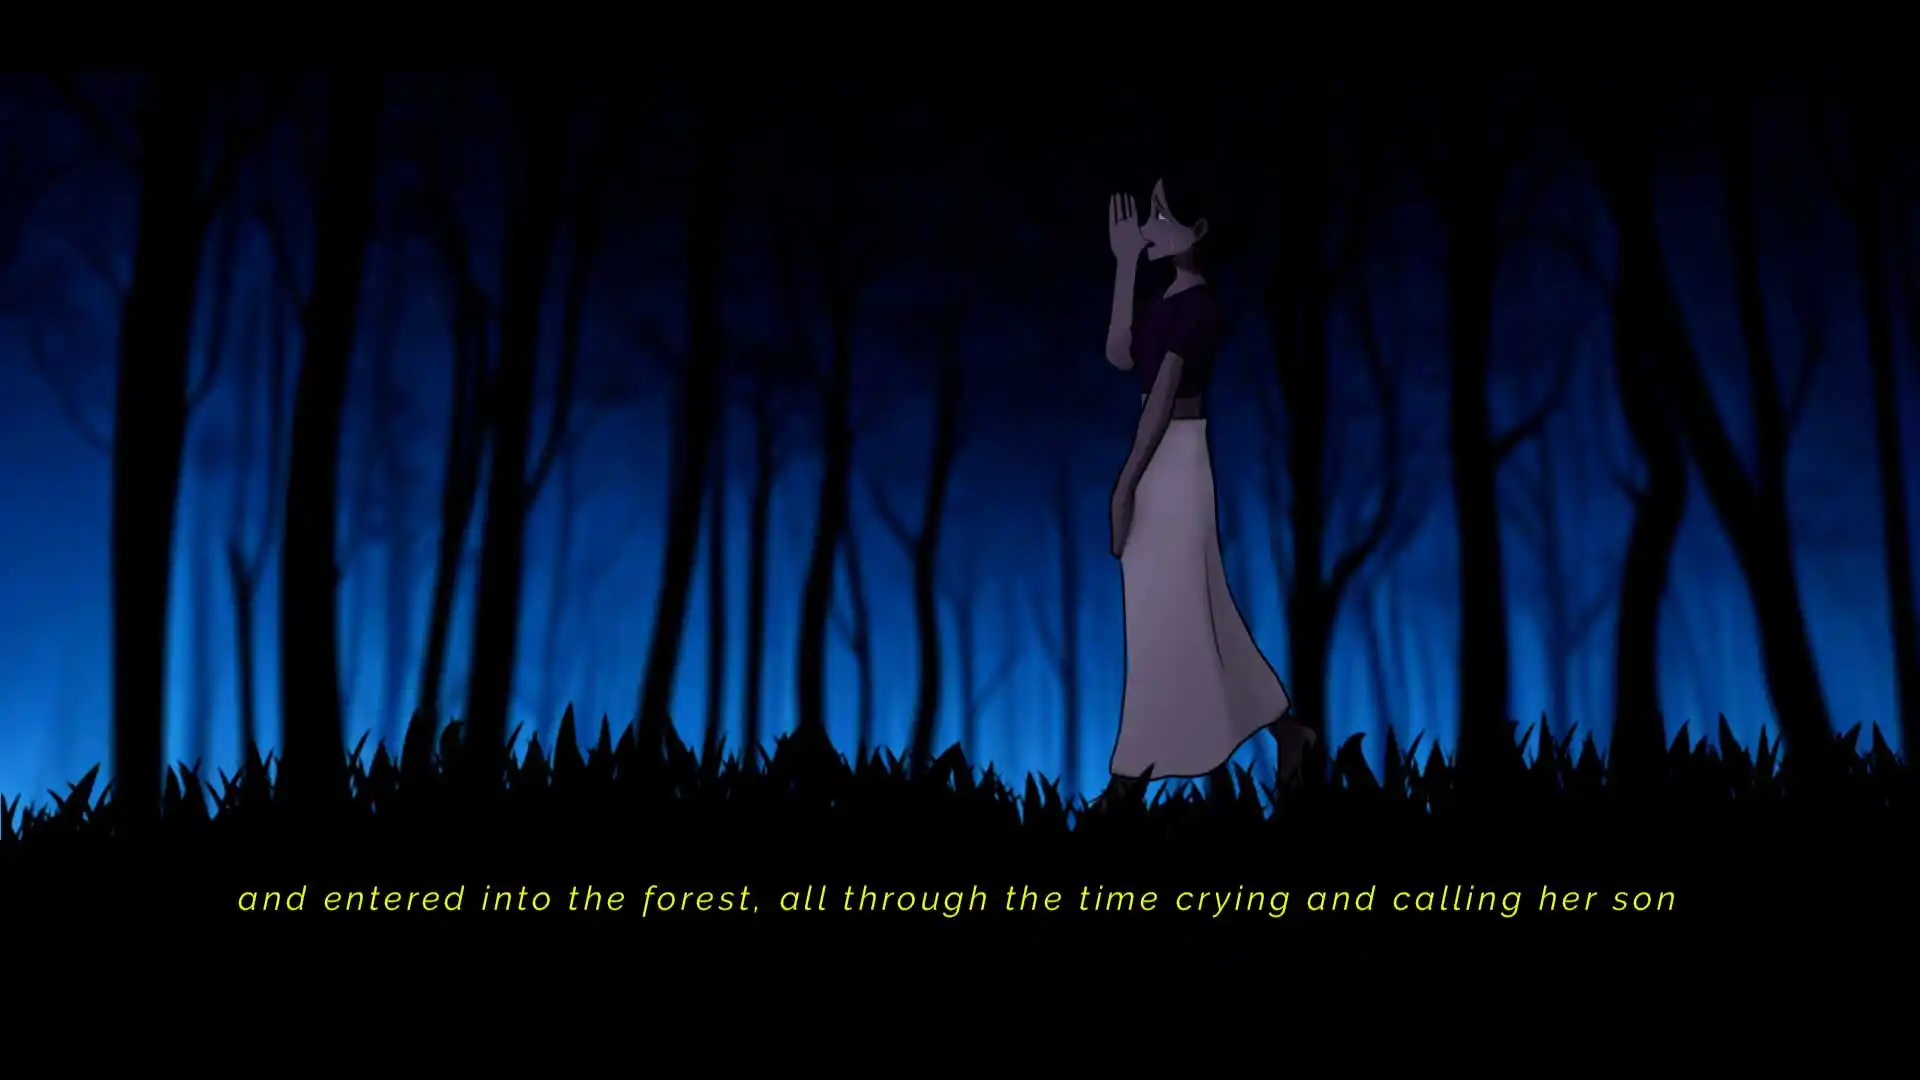 and entered into the forest, all through the time crying and calling her son